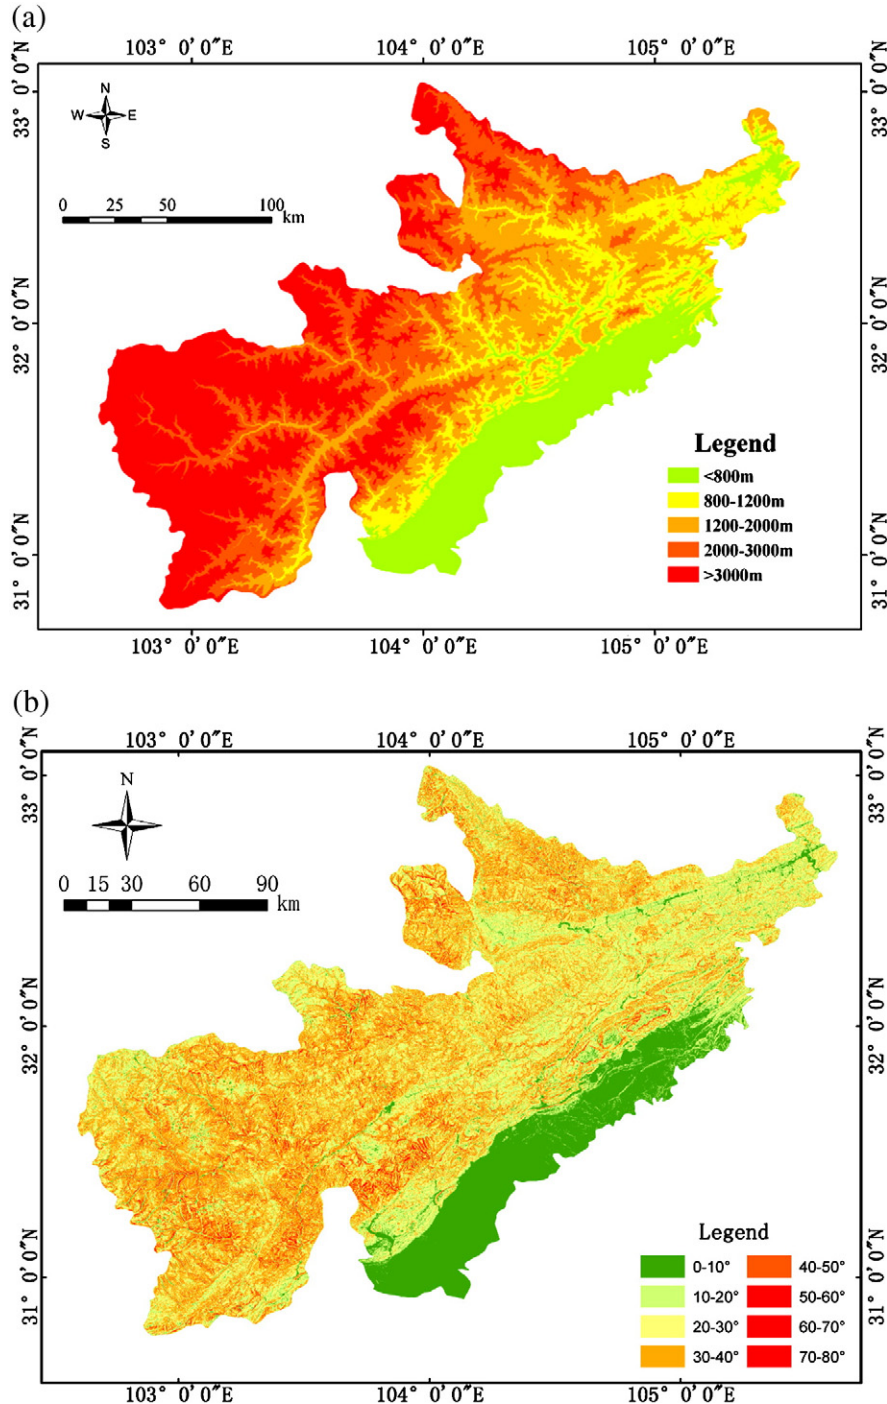 (a)
103° 0′ 0″E 104° 0′ 0″E 105° 0′ 0″E
33° 0′ 0″N
33° 0′ 0″N
N
W E
S
0 25 50 100
km
32° 0′ 0″N
32° 0′ 0″N
Legend
<800m
800-1200m
1200-2000m
2000-3000m
>3000m
31° 0′ 0″N
31° 0′ 0″N
103° 0′ 0″E 104° 0′ 0″E 105° 0′ 0″E
(b)
103° 0′ 0″E 104° 0′ 0″E 105° 0′ 0″E
33° 0′ 0″N
33° 0′ 0″N
N
0 15 30 60 90
km
32° 0′ 0″N
32° 0′ 0″N
Legend
0-10° 40-50°
10-20° 50-60°
20-30° 60-70°
30-40° 70-80°
31° 0′ 0″N
31° 0′ 0″N
103° 0′ 0″E 104° 0′ 0″E 105° 0′ 0″E